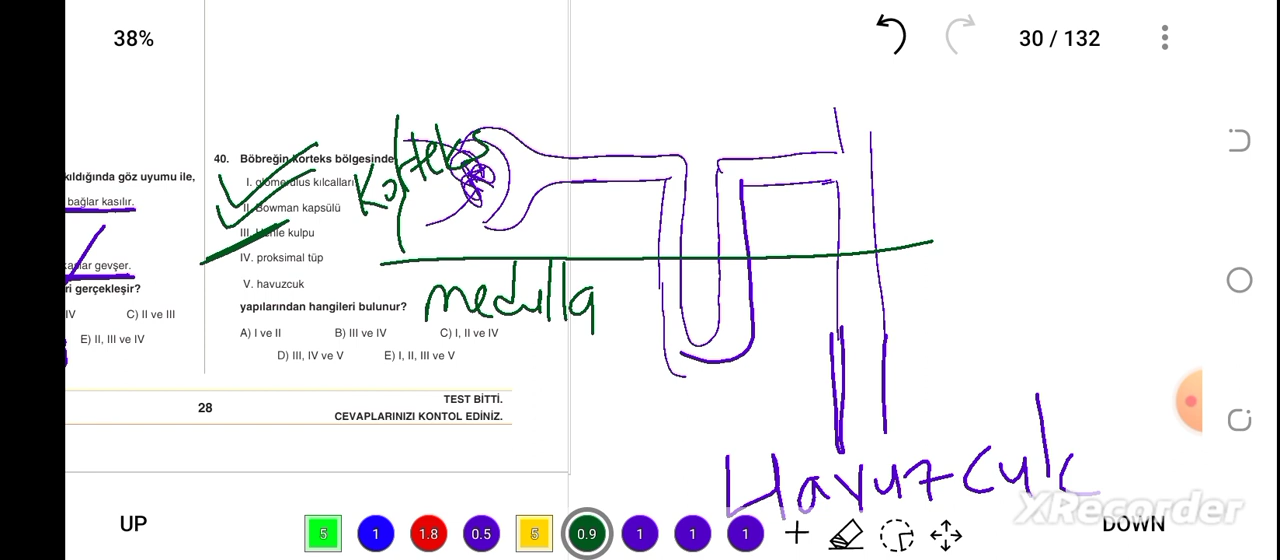 38%
30 / 132
kıldığında göz uyumu ile,
bağlar kasılır.
gevşer.
ri gerçekleşir?
IV C) II ve III
E) II, III ve IV
40. Böbreğin korteks bölgesinde
I. glomerulus kılcalları
II. Bowman kapsülü
III. Henle kulpu
IV. proksimal tüp
V. havuzcuk
yapılarından hangileri bulunur?
A) I ve II B) III ve IV C) I, II ve IV
D) III, IV ve V E) I, II, III ve V
28
TEST BİTTİ.
CEVAPLARINIZI KONTOL EDİNİZ.
Korteks
medulla
Havuzcuk
XRecorder
UP 5 1 1.8 0.5 5 0.9 1 1 1 DOWN